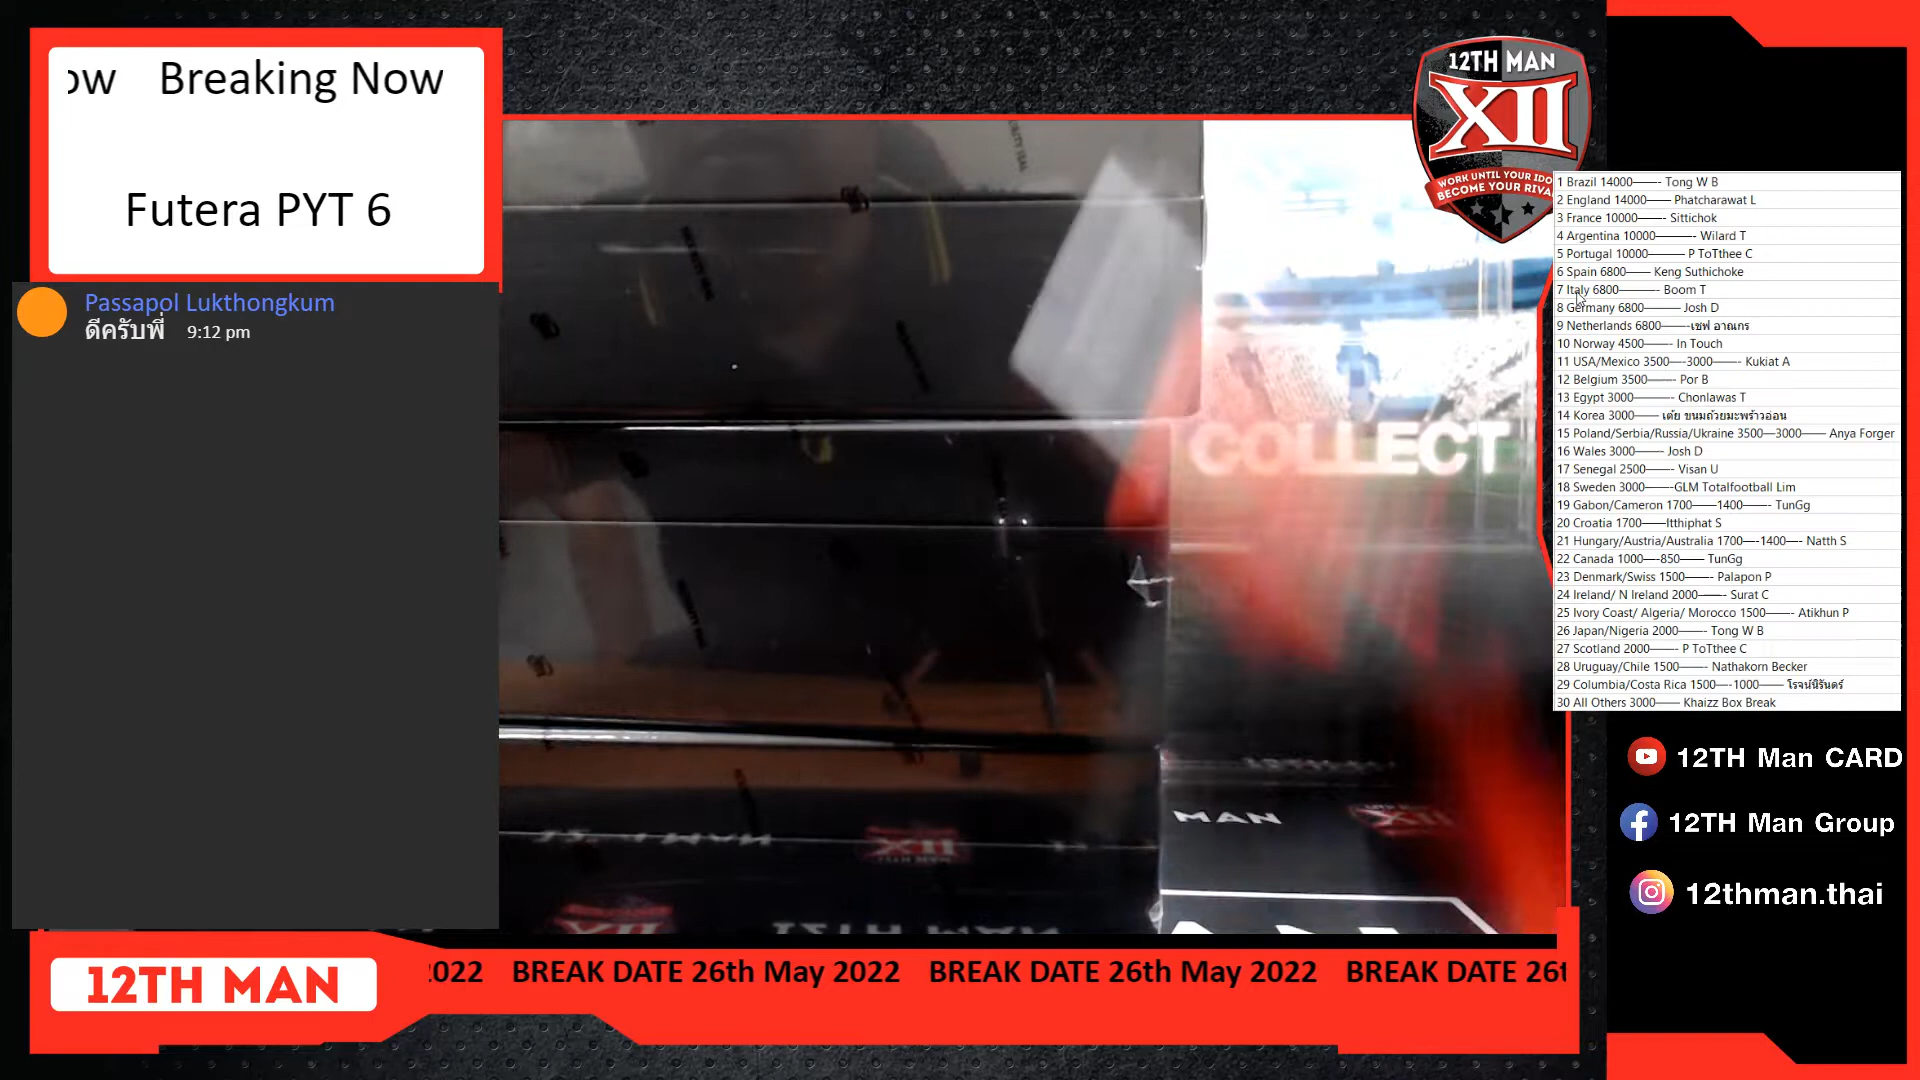 ow Breaking Now
Futera PYT 6
Passapol Lukthongkum
ดีครับพี่ 9:12 pm
12TH MAN
XII
WORK UNTIL YOUR IDO
BECOME YOUR RIVA
COLLECT
1 Brazil 14000——- Tong W B
2 England 14000—— Phatcharawat L
3 France 10000——- Sittichok
4 Argentina 10000———- Wilard T
5 Portugal 10000——— P ToTthee C
6 Spain 6800—— Keng Suthichoke
7 Italy 6800———- Boom T
8 Germany 6800——— Josh D
9 Netherlands 6800——-เชฟ อาณกร
10 Norway 4500——- In Touch
11 USA/Mexico 3500—-3000——- Kukiat A
12 Belgium 3500——- Por B
13 Egypt 3000———- Chonlawas T
14 Korea 3000—— เต้ย ขนมถ้วยมะพร้าวอ่อน
15 Poland/Serbia/Russia/Ukraine 3500—3000—— Anya Forger
16 Wales 3000——- Josh D
17 Senegal 2500——- Visan U
18 Sweden 3000——-GLM Totalfootball Lim
19 Gabon/Cameron 1700——1400——- TunGg
20 Croatia 1700——Itthiphat S
21 Hungary/Austria/Australia 1700—-1400—- Natth S
22 Canada 1000—-850—— TunGg
23 Denmark/Swiss 1500——- Palapon P
24 Ireland/ N Ireland 2000——- Surat C
25 Ivory Coast/ Algeria/ Morocco 1500——- Atikhun P
26 Japan/Nigeria 2000——- Tong W B
27 Scotland 2000——- P ToTthee C
28 Uruguay/Chile 1500——- Nathakorn Becker
29 Columbia/Costa Rica 1500—-1000—— โรจน์นิรันดร์
30 All Others 3000—— Khaizz Box Break
MAN
XII
12TH MAN
XII
12TH Man CARD
12TH Man Group
12thman.thai
12TH MAN
2022 BREAK DATE 26th May 2022 BREAK DATE 26th May 2022 BREAK DATE 26t